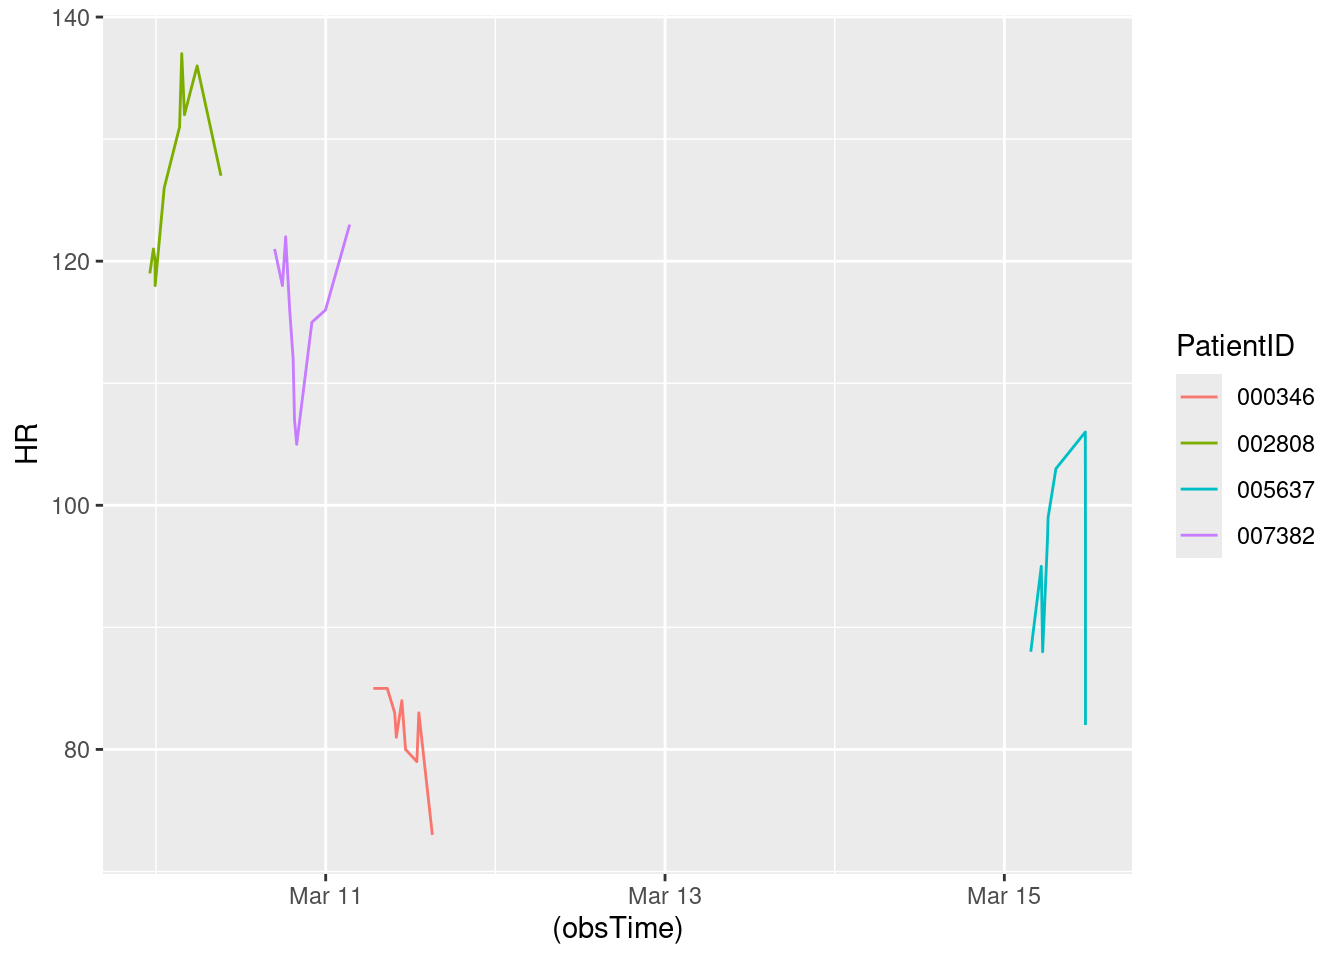 140
120
100
80
HR
Mar 11
Mar 13
Mar 15
(obsTime)
PatientID
000346
002808
005637
007382